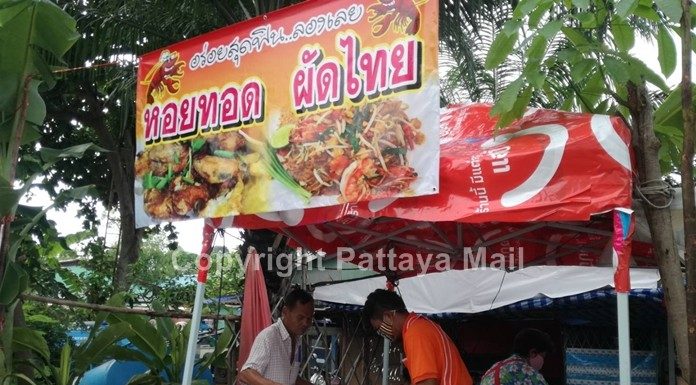 อร่อยสุดฟิน..ลองเลย
หอยทอด ผัดไทย
Copyright Pattaya Mail